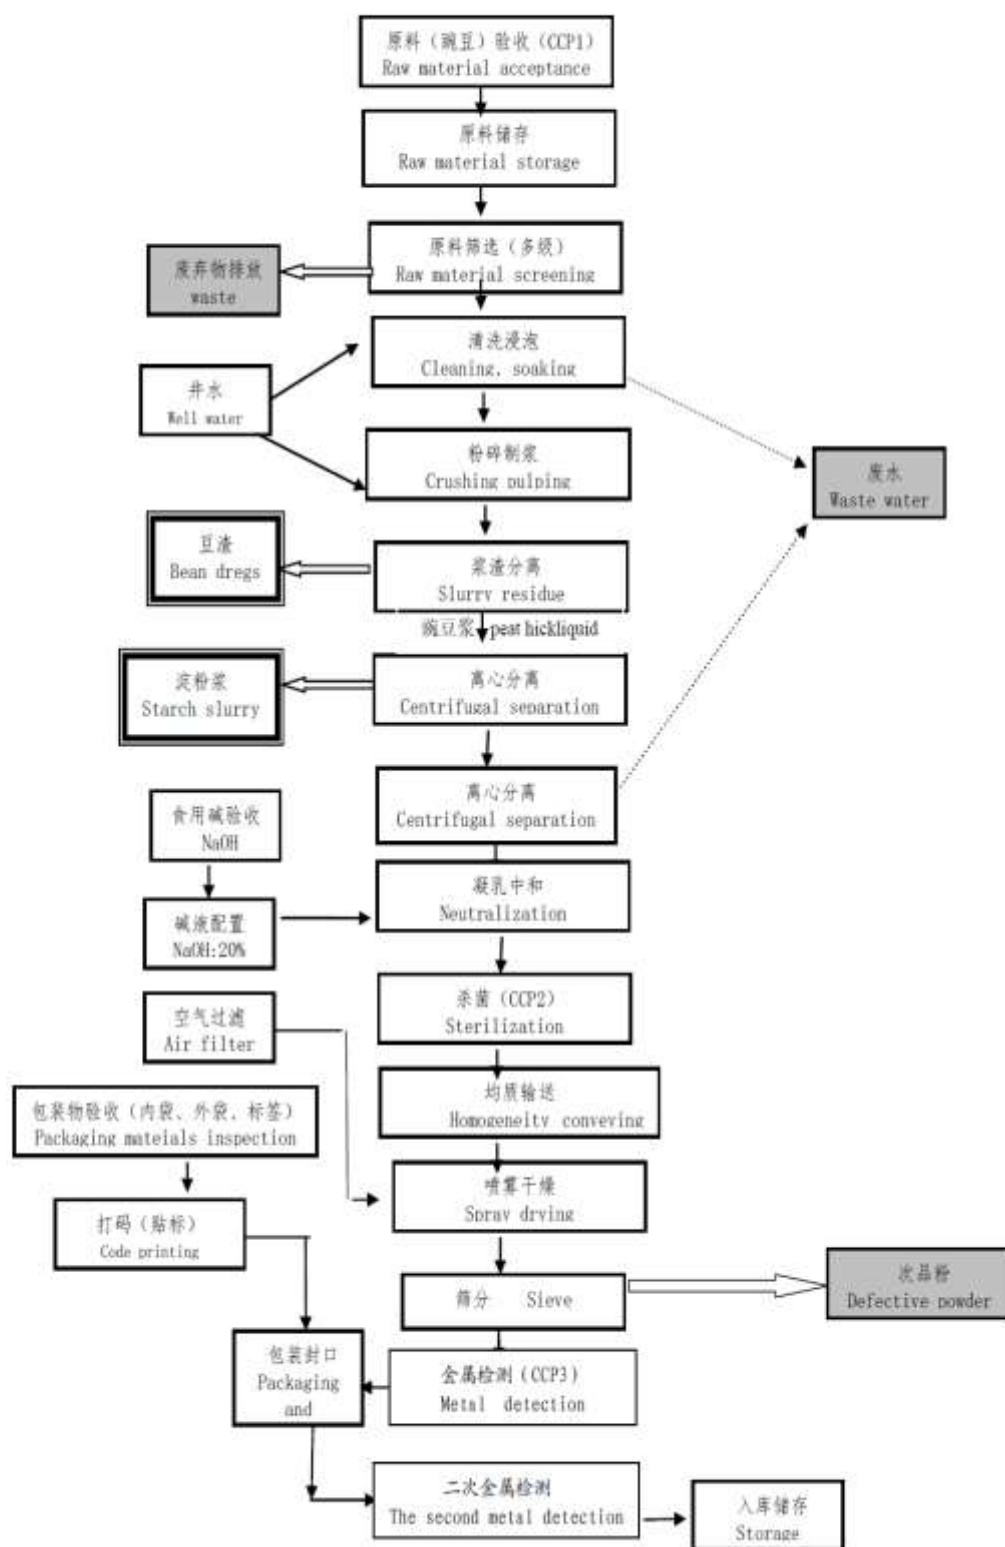 原料（豌豆）验收（CCP1）
Raw material acceptance
原料储存
Raw material storage
原料筛选（多级）
Raw material screening
废弃物排放
waste
清洗浸泡
Cleaning, soaking
井水
Well water
粉碎制浆
Crushing pulping
废水
Waste water
豆渣
Bean dregs
浆渣分离
Slurry residue
豌豆浆 peat hickliquid
淀粉浆
Starch slurry
离心分离
Centrifugal separation
离心分离
Centrifugal separation
食用碱验收
NaOH
凝乳中和
Neutralization
碱液配置
NaOH:20%
杀菌（CCP2）
Sterilization
空气过滤
Air filter
均质输送
Homogeneity conveying
包装物验收（内袋、外袋、标签）
Packaging mateials inspection
喷雾干燥
Spray drying
打码（贴标）
Code printing
筛分 Sieve
次品粉
Defective powder
包装封口
Packaging
and
金属检测（CCP3）
Metal detection
二次金属检测
The second metal detection
入库储存
Storage